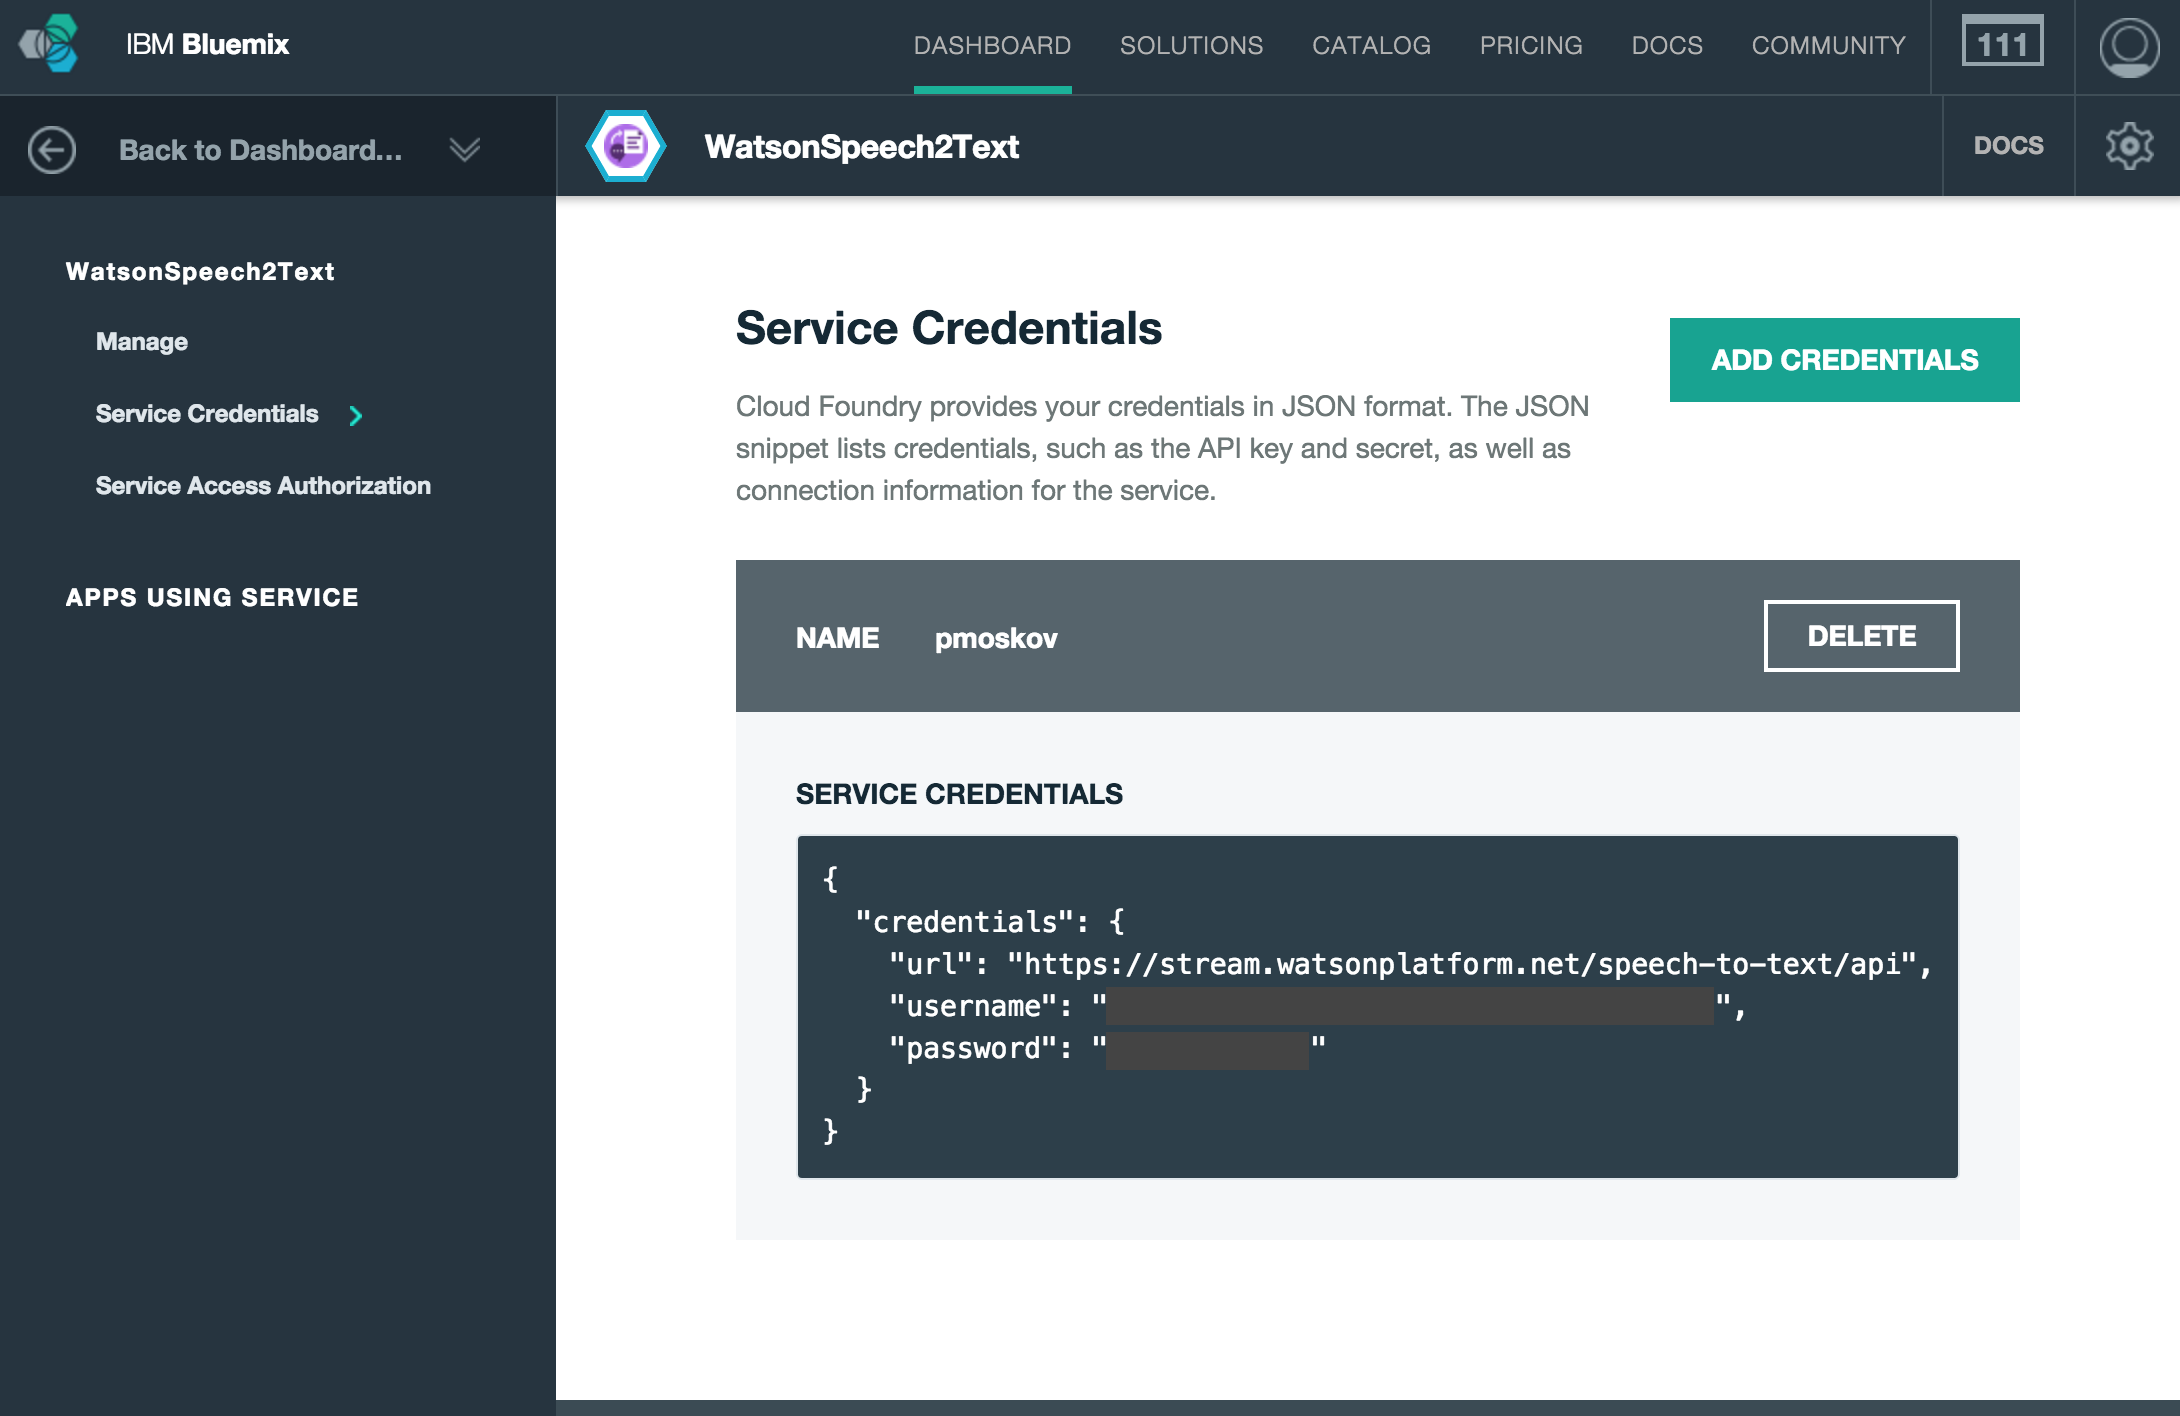 IBM Bluemix
DASHBOARD SOLUTIONS CATALOG PRICING DOCS COMMUNITY 111
Back to Dashboard...
WatsonSpeech2Text
DOCS
WatsonSpeech2Text
Manage
Service Credentials
Service Access Authorization
APPS USING SERVICE
Service Credentials
ADD CREDENTIALS
Cloud Foundry provides your credentials in JSON format. The JSON
snippet lists credentials, such as the API key and secret, as well as
connection information for the service.
NAME pmoskov
DELETE
SERVICE CREDENTIALS
{
"credentials": {
"url": "https://stream.watsonplatform.net/speech-to-text/api",
"username": "",
"password": ""
}
}